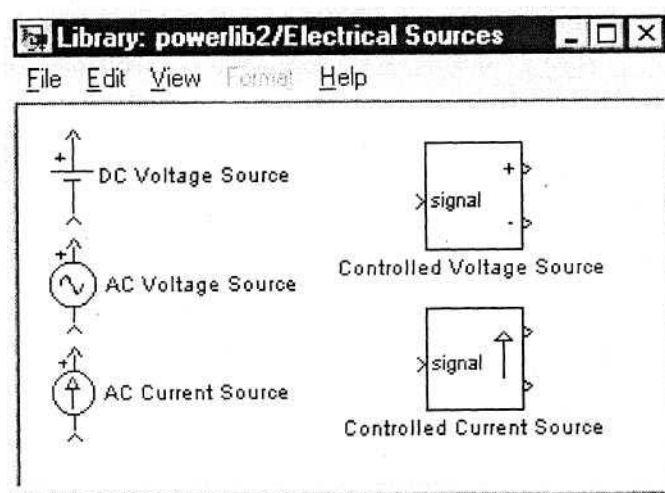 Library: powerlib2/Electrical Sources
File Edit View Format Help
+
DC Voltage Source
+
AC Voltage Source
+
AC Current Source
signal
+
-
Controlled Voltage Source
signal
Controlled Current Source